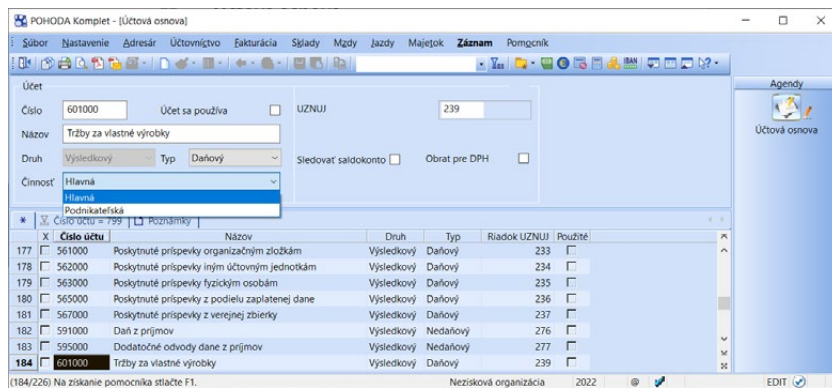 POHODA Komplet - [Účtová osnova]
Súbor Nastavenie Adresár Účtovníctvo Fakturácia Sklady Mzdy Jazdy Majetok Záznam Pomocník
Účet
Agendy
Číslo 601000 Účet sa používa UZNUJ 239
Účtová osnova
Názov Tržby za vlastné výrobky
Druh Výsledkový Typ Daňový Sledovať saldokonto Obrat pre DPH
Činnosť Hlavná
Hlavná
Podnikateľská
* Číslo účtu = 799 Poznámky
X Číslo účtu Názov Druh Typ Riadok UZNUJ Použité
177 561000 Poskytnuté príspevky organizačným zložkám Výsledkový Daňový 233
178 562000 Poskytnuté príspevky iným účtovným jednotkám Výsledkový Daňový 234
179 563000 Poskytnuté príspevky fyzickým osobám Výsledkový Daňový 235
180 565000 Poskytnuté príspevky z podielu zaplatenej dane Výsledkový Daňový 236
181 567000 Poskytnuté príspevky z verejnej zbierky Výsledkový Daňový 237
182 591000 Daň z príjmov Výsledkový Nedaňový 276
183 595000 Dodatočné odvody dane z príjmov Výsledkový Nedaňový 277
184 601000 Tržby za vlastné výrobky Výsledkový Daňový 239
(184/226) Na získanie pomocníka stlačte F1. Nezisková organizácia 2022 @ EDIT